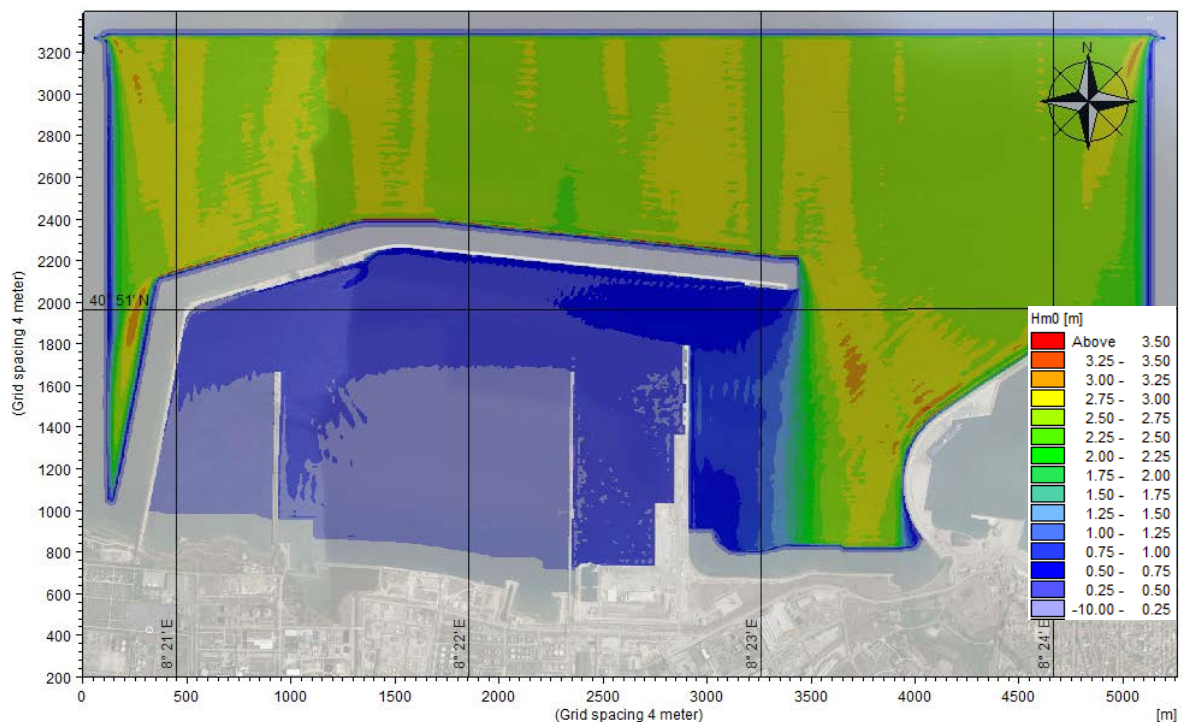 3200
3000
2800
2600
2400
2200
2000
1800
1600
1400
1200
1000
800
600
400
200
(Grid spacing 4 meter)
N
40° 51' N
Hm0 [m]
Above 3.50
3.25 - 3.50
3.00 - 3.25
2.75 - 3.00
2.50 - 2.75
2.25 - 2.50
2.00 - 2.25
1.75 - 2.00
1.50 - 1.75
1.25 - 1.50
1.00 - 1.25
0.75 - 1.00
0.50 - 0.75
0.25 - 0.50
-10.00 - 0.25
8° 21' E
8° 22' E
8° 23' E
8° 24' E
0 500 1000 1500 2000 2500 3000 3500 4000 4500 5000
(Grid spacing 4 meter) [m]